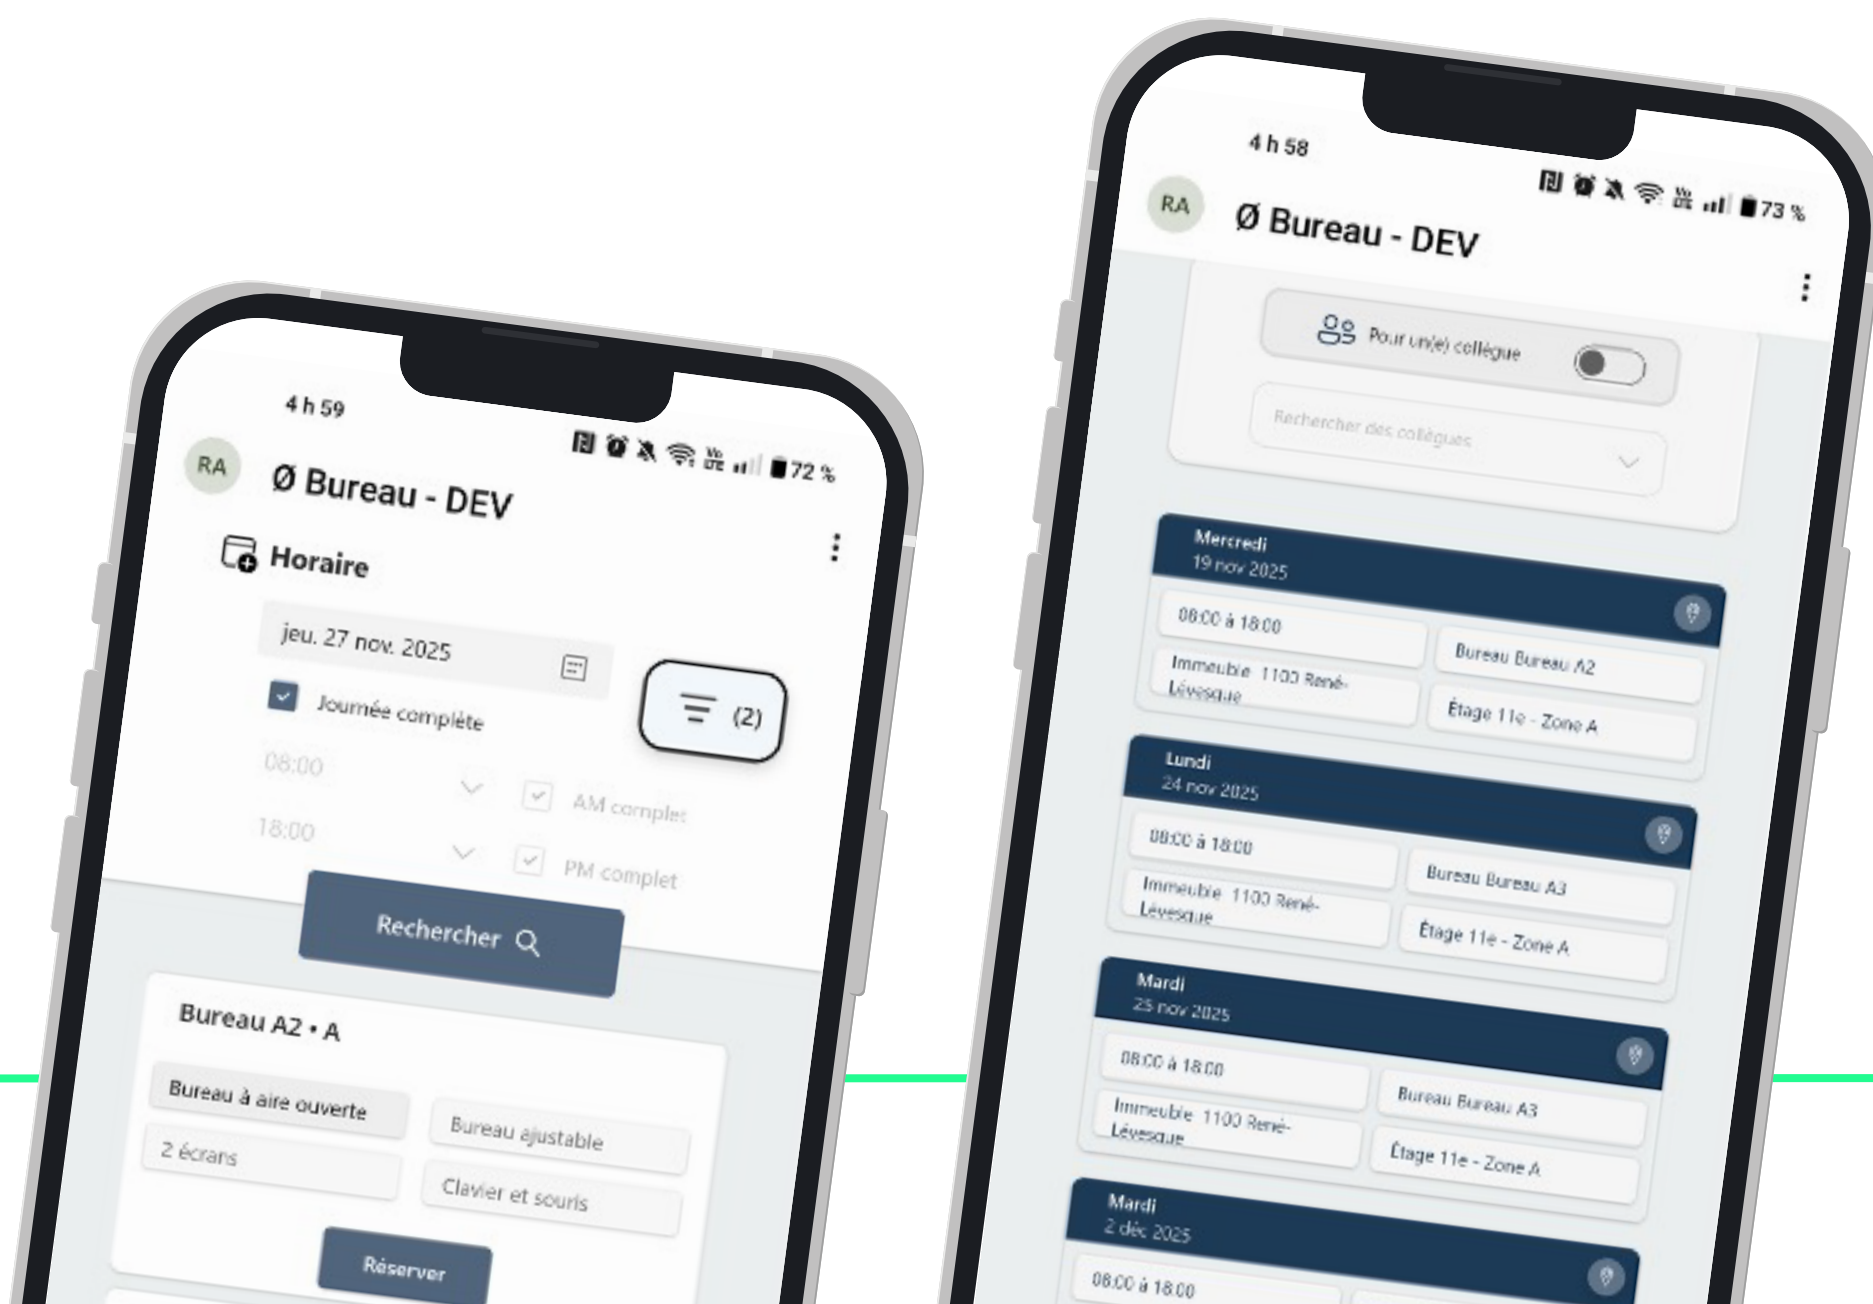 4 h 59
72 %
RA
Ø Bureau - DEV
Horaire
jeu. 27 nov. 2025
Journée complète
(2)
08:00
AM complet
18:00
PM complet
Rechercher
Bureau A2 • A
Bureau à aire ouverte
Bureau ajustable
2 écrans
Clavier et souris
Réserver
4 h 58
Vo
LTE
73 %
RA
Ø Bureau - DEV
Pour un(e) collègue
Rechercher des collègues
Mercredi
19 nov 2025
08:00 à 18:00
Bureau Bureau A2
Immeuble 1100 René-
Lévesque
Étage 11e - Zone A
Lundi
24 nov 2025
08:00 à 18:00
Bureau Bureau A3
Immeuble 1100 René-
Lévesque
Étage 11e - Zone A
Mardi
25 nov 2025
08:00 à 18:00
Bureau Bureau A3
Immeuble 1100 René-
Lévesque
Étage 11e - Zone A
Mardi
2 déc 2025
08:00 à 18:00